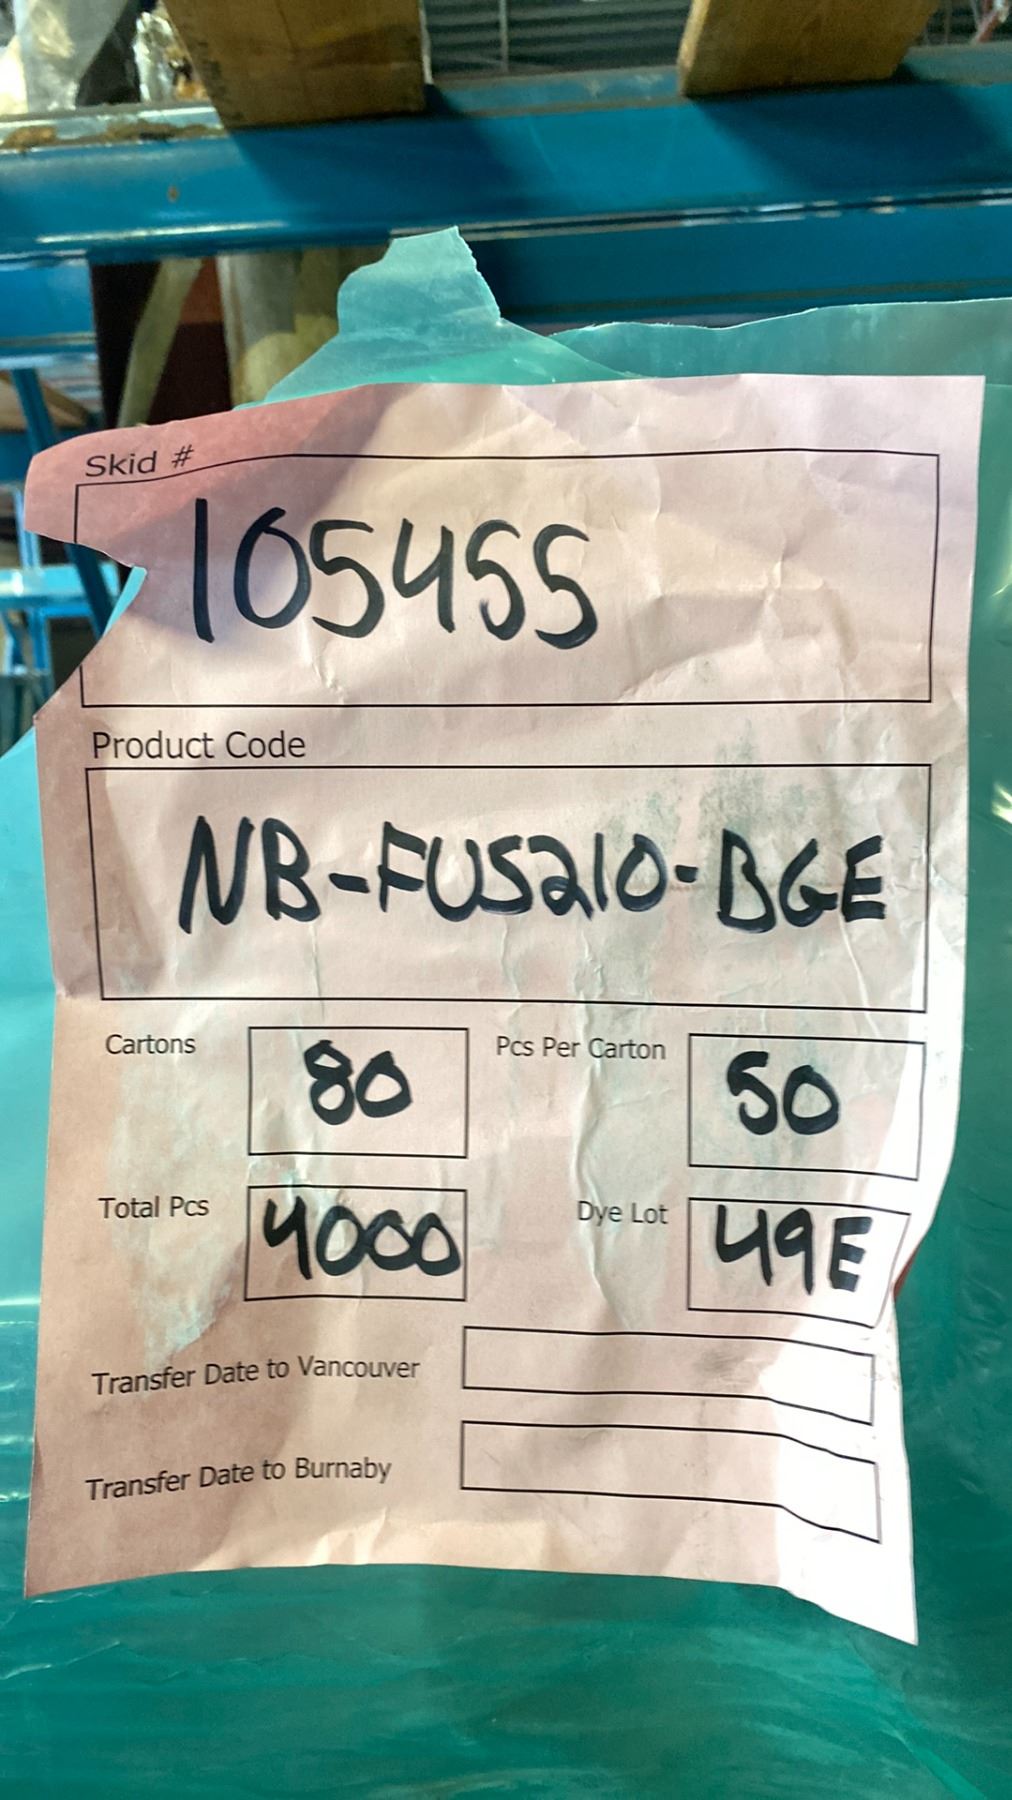 Skid #
105455
Product Code
NB-FUS210-BGE
Cartons 80 Pcs Per Carton 50
Total Pcs 4000 Dye Lot 49E
Transfer Date to Vancouver
Transfer Date to Burnaby